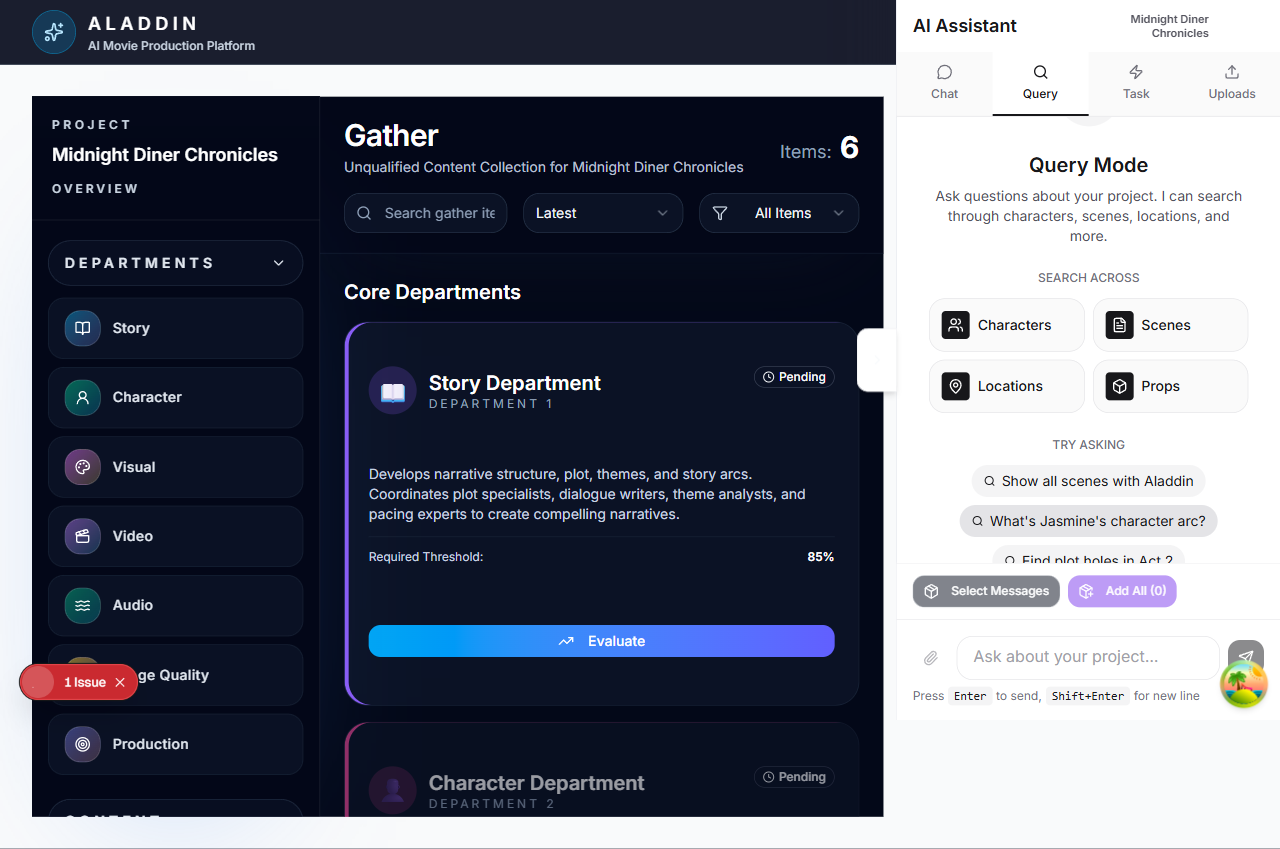 ALADDIN
AI Movie Production Platform
PROJECT
Midnight Diner Chronicles
OVERVIEW
DEPARTMENTS
Story
Character
Visual
Video
Audio
ge Quality
1 Issue
Production
Gather
Unqualified Content Collection for Midnight Diner Chronicles
Items: 6
Search gather ite
Latest
All Items
Core Departments
Story Department
DEPARTMENT 1
Pending
Develops narrative structure, plot, themes, and story arcs.
Coordinates plot specialists, dialogue writers, theme analysts, and
pacing experts to create compelling narratives.
Required Threshold:
85%
Evaluate
Character Department
DEPARTMENT 2
Pending
AI Assistant
Midnight Diner
Chronicles
Chat
Query
Task
Uploads
Query Mode
Ask questions about your project. I can search
through characters, scenes, locations, and
more.
SEARCH ACROSS
Characters
Scenes
Locations
Props
TRY ASKING
Show all scenes with Aladdin
What's Jasmine's character arc?
Find plot holes in Act 2
Select Messages
Add All (0)
Ask about your project...
Press Enter to send, Shift+Enter for new line